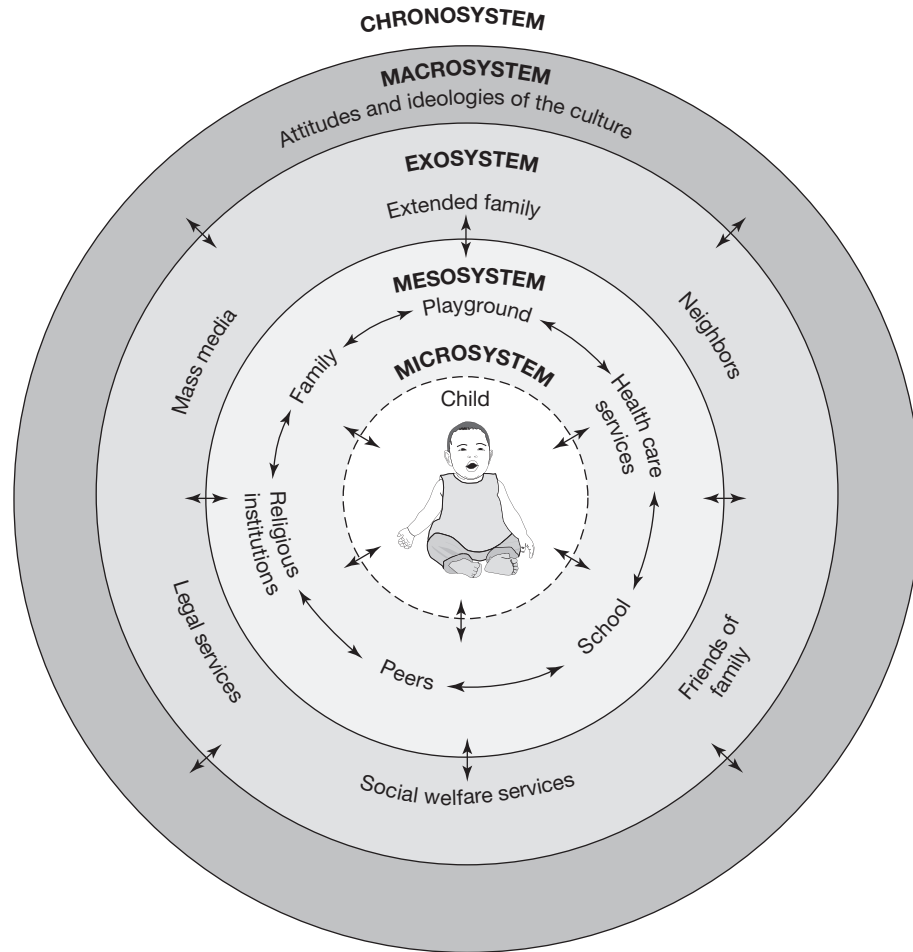 CHRONOSYSTEM
MACROSYSTEM
Attitudes and ideologies of the culture
EXOSYSTEM
Extended family
MESOSYSTEM
Playground
MICROSYSTEM
Child
Mass media
Family
Neighbors
Health care
services
Religious
institutions
Legal services
School
Peers
Friends of
family
Social welfare services